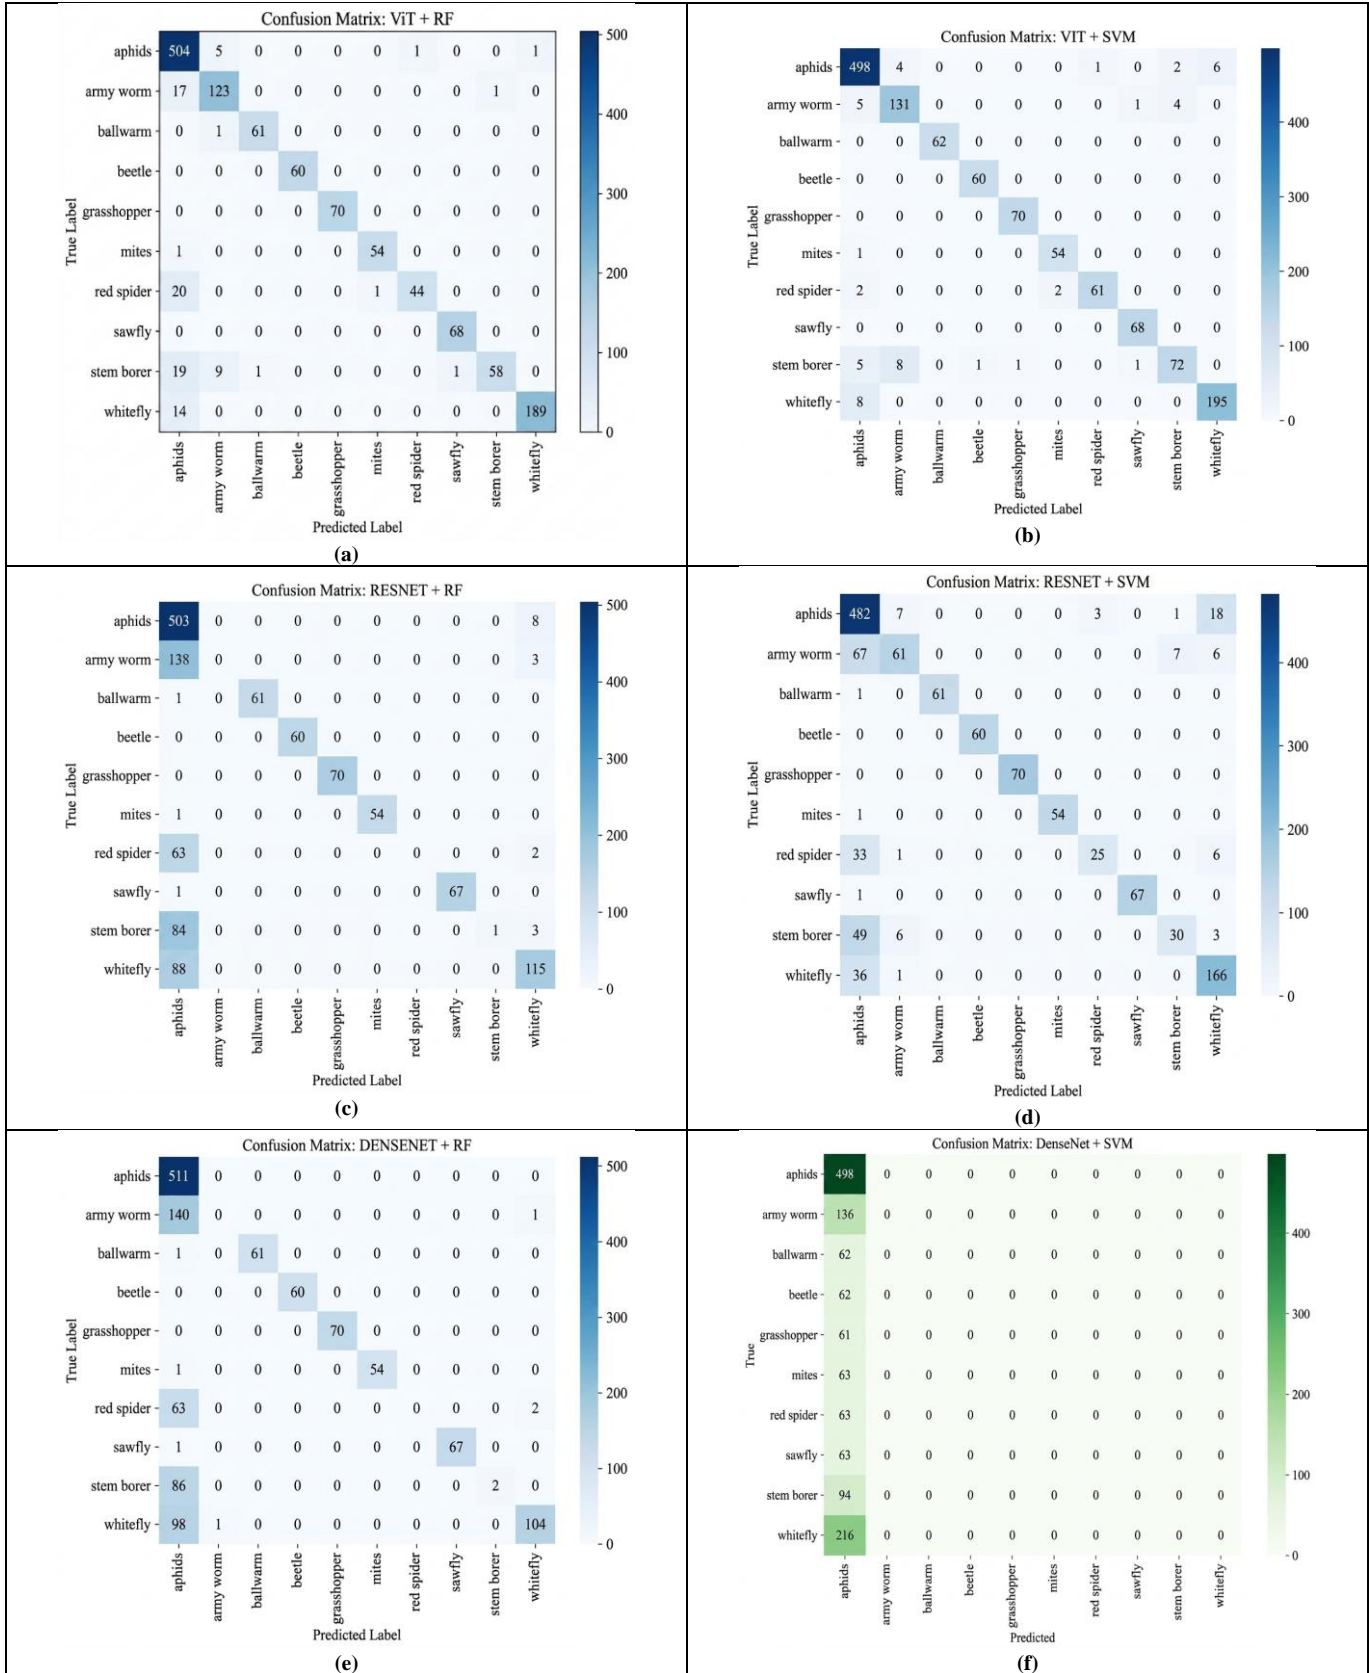 Confusion Matrix: ViT + RF
aphids 504 5 0 0 0 0 1 0 0 1
army worm 17 123 0 0 0 0 0 0 1 0
ballwarm 0 1 61 0 0 0 0 0 0 0
beetle 0 0 0 60 0 0 0 0 0 0
grasshopper 0 0 0 0 70 0 0 0 0 0
mites 1 0 0 0 0 54 0 0 0 0
red spider 20 0 0 0 0 1 44 0 0 0
sawfly 0 0 0 0 0 0 0 68 0 0
stem borer 19 9 1 0 0 0 0 1 58 0
whitefly 14 0 0 0 0 0 0 0 0 189
True Label
aphids army worm ballwarm beetle grasshopper mites red spider sawfly stem borer whitefly
Predicted Label
500
400
300
200
100
0
(a)
Confusion Matrix: VIT + SVM
aphids 498 4 0 0 0 0 1 0 2 6
army worm 5 131 0 0 0 0 0 1 4 0
ballwarm 0 0 62 0 0 0 0 0 0 0
beetle 0 0 0 60 0 0 0 0 0 0
grasshopper 0 0 0 0 70 0 0 0 0 0
mites 1 0 0 0 0 54 0 0 0 0
red spider 2 0 0 0 0 2 61 0 0 0
sawfly 0 0 0 0 0 0 0 68 0 0
stem borer 5 8 0 1 1 0 0 1 72 0
whitefly 8 0 0 0 0 0 0 0 0 195
True Label
aphids army worm ballwarm beetle grasshopper mites red spider sawfly stem borer whitefly
Predicted Label
400
300
200
100
0
(b)
Confusion Matrix: RESNET + RF
aphids 503 0 0 0 0 0 0 0 0 8
army worm 138 0 0 0 0 0 0 0 0 3
ballwarm 1 0 61 0 0 0 0 0 0 0
beetle 0 0 0 60 0 0 0 0 0 0
grasshopper 0 0 0 0 70 0 0 0 0 0
mites 1 0 0 0 0 54 0 0 0 0
red spider 63 0 0 0 0 0 0 0 0 2
sawfly 1 0 0 0 0 0 0 67 0 0
stem borer 84 0 0 0 0 0 0 0 1 3
whitefly 88 0 0 0 0 0 0 0 0 115
True Label
aphids army worm ballwarm beetle grasshopper mites red spider sawfly stem borer whitefly
Predicted Label
500
400
300
200
100
0
(c)
Confusion Matrix: RESNET + SVM
aphids 482 7 0 0 0 0 3 0 1 18
army worm 67 61 0 0 0 0 0 0 7 6
ballwarm 1 0 61 0 0 0 0 0 0 0
beetle 0 0 0 60 0 0 0 0 0 0
grasshopper 0 0 0 0 70 0 0 0 0 0
mites 1 0 0 0 0 54 0 0 0 0
red spider 33 1 0 0 0 0 25 0 0 6
sawfly 1 0 0 0 0 0 0 67 0 0
stem borer 49 6 0 0 0 0 0 0 30 3
whitefly 36 1 0 0 0 0 0 0 0 166
True Label
aphids army worm ballwarm beetle grasshopper mites red spider sawfly stem borer whitefly
Predicted Label
400
300
200
100
0
(d)
Confusion Matrix: DENSENET + RF
aphids 511 0 0 0 0 0 0 0 0 0
army worm 140 0 0 0 0 0 0 0 0 1
ballwarm 1 0 61 0 0 0 0 0 0 0
beetle 0 0 0 60 0 0 0 0 0 0
grasshopper 0 0 0 0 70 0 0 0 0 0
mites 1 0 0 0 0 54 0 0 0 0
red spider 63 0 0 0 0 0 0 0 0 2
sawfly 1 0 0 0 0 0 0 67 0 0
stem borer 86 0 0 0 0 0 0 0 2 0
whitefly 98 1 0 0 0 0 0 0 0 104
True Label
aphids army worm ballwarm beetle grasshopper mites red spider sawfly stem borer whitefly
Predicted Label
500
400
300
200
100
0
(e)
Confusion Matrix: DenseNet + SVM
aphids 498 0 0 0 0 0 0 0 0 0
army worm 136 0 0 0 0 0 0 0 0 0
ballwarm 62 0 0 0 0 0 0 0 0 0
beetle 62 0 0 0 0 0 0 0 0 0
grasshopper 61 0 0 0 0 0 0 0 0 0
mites 63 0 0 0 0 0 0 0 0 0
red spider 63 0 0 0 0 0 0 0 0 0
sawfly 63 0 0 0 0 0 0 0 0 0
stem borer 94 0 0 0 0 0 0 0 0 0
whitefly 216 0 0 0 0 0 0 0 0 0
True
aphids army worm ballwarm beetle grasshopper mites red spider sawfly stem borer whitefly
Predicted
400
300
200
100
0
(f)